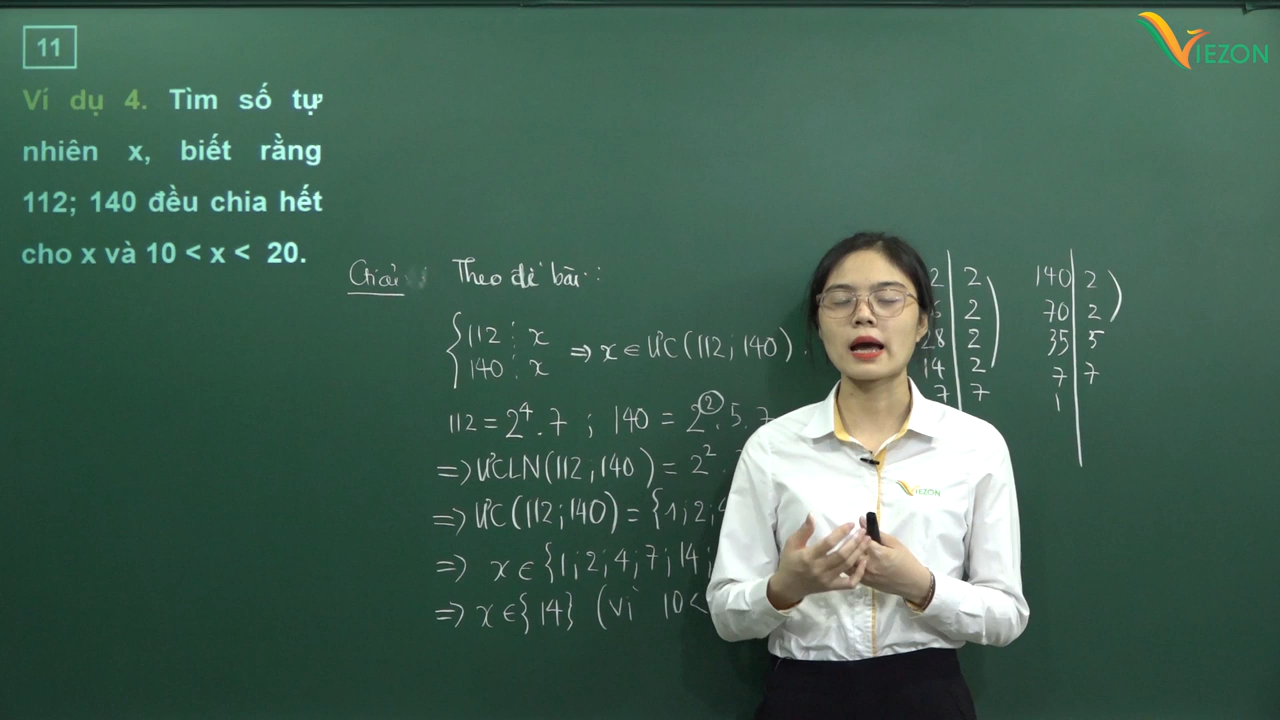 11
VIEZON
Ví dụ 4. Tìm số tự
nhiên x, biết rằng
112; 140 đều chia hết
cho x và 10 < x < 20.
Theo đề bài:
112 ⋮ x
140 ⋮ x
⇒ x ∈ ƯC(112; 140).
112 = 2⁴.7 ; 140 = 2².5.7
⇒ ƯCLN(112; 140) = 2².
⇒ ƯC(112; 140) = {1; 2; 4
⇒ x ∈ {1; 2; 4; 7; 14;
⇒ x ∈ {14} (vì 10 <
2 | 2
2
28 | 2
14 | 2
7 | 7
140 | 2
70 | 2
35 | 5
7 | 7
1
VIEZON